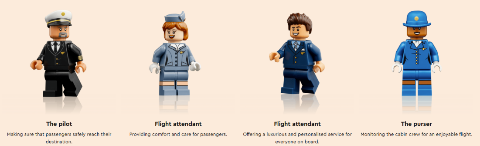 The pilot
Making sure that passengers safely reach their
destination.
Flight attendant
Providing comfort and care for passengers.
Flight attendant
Offering a luxurious and personalised service for
everyone on board.
The purser
Monitoring the cabin crew for an enjoyable flight.